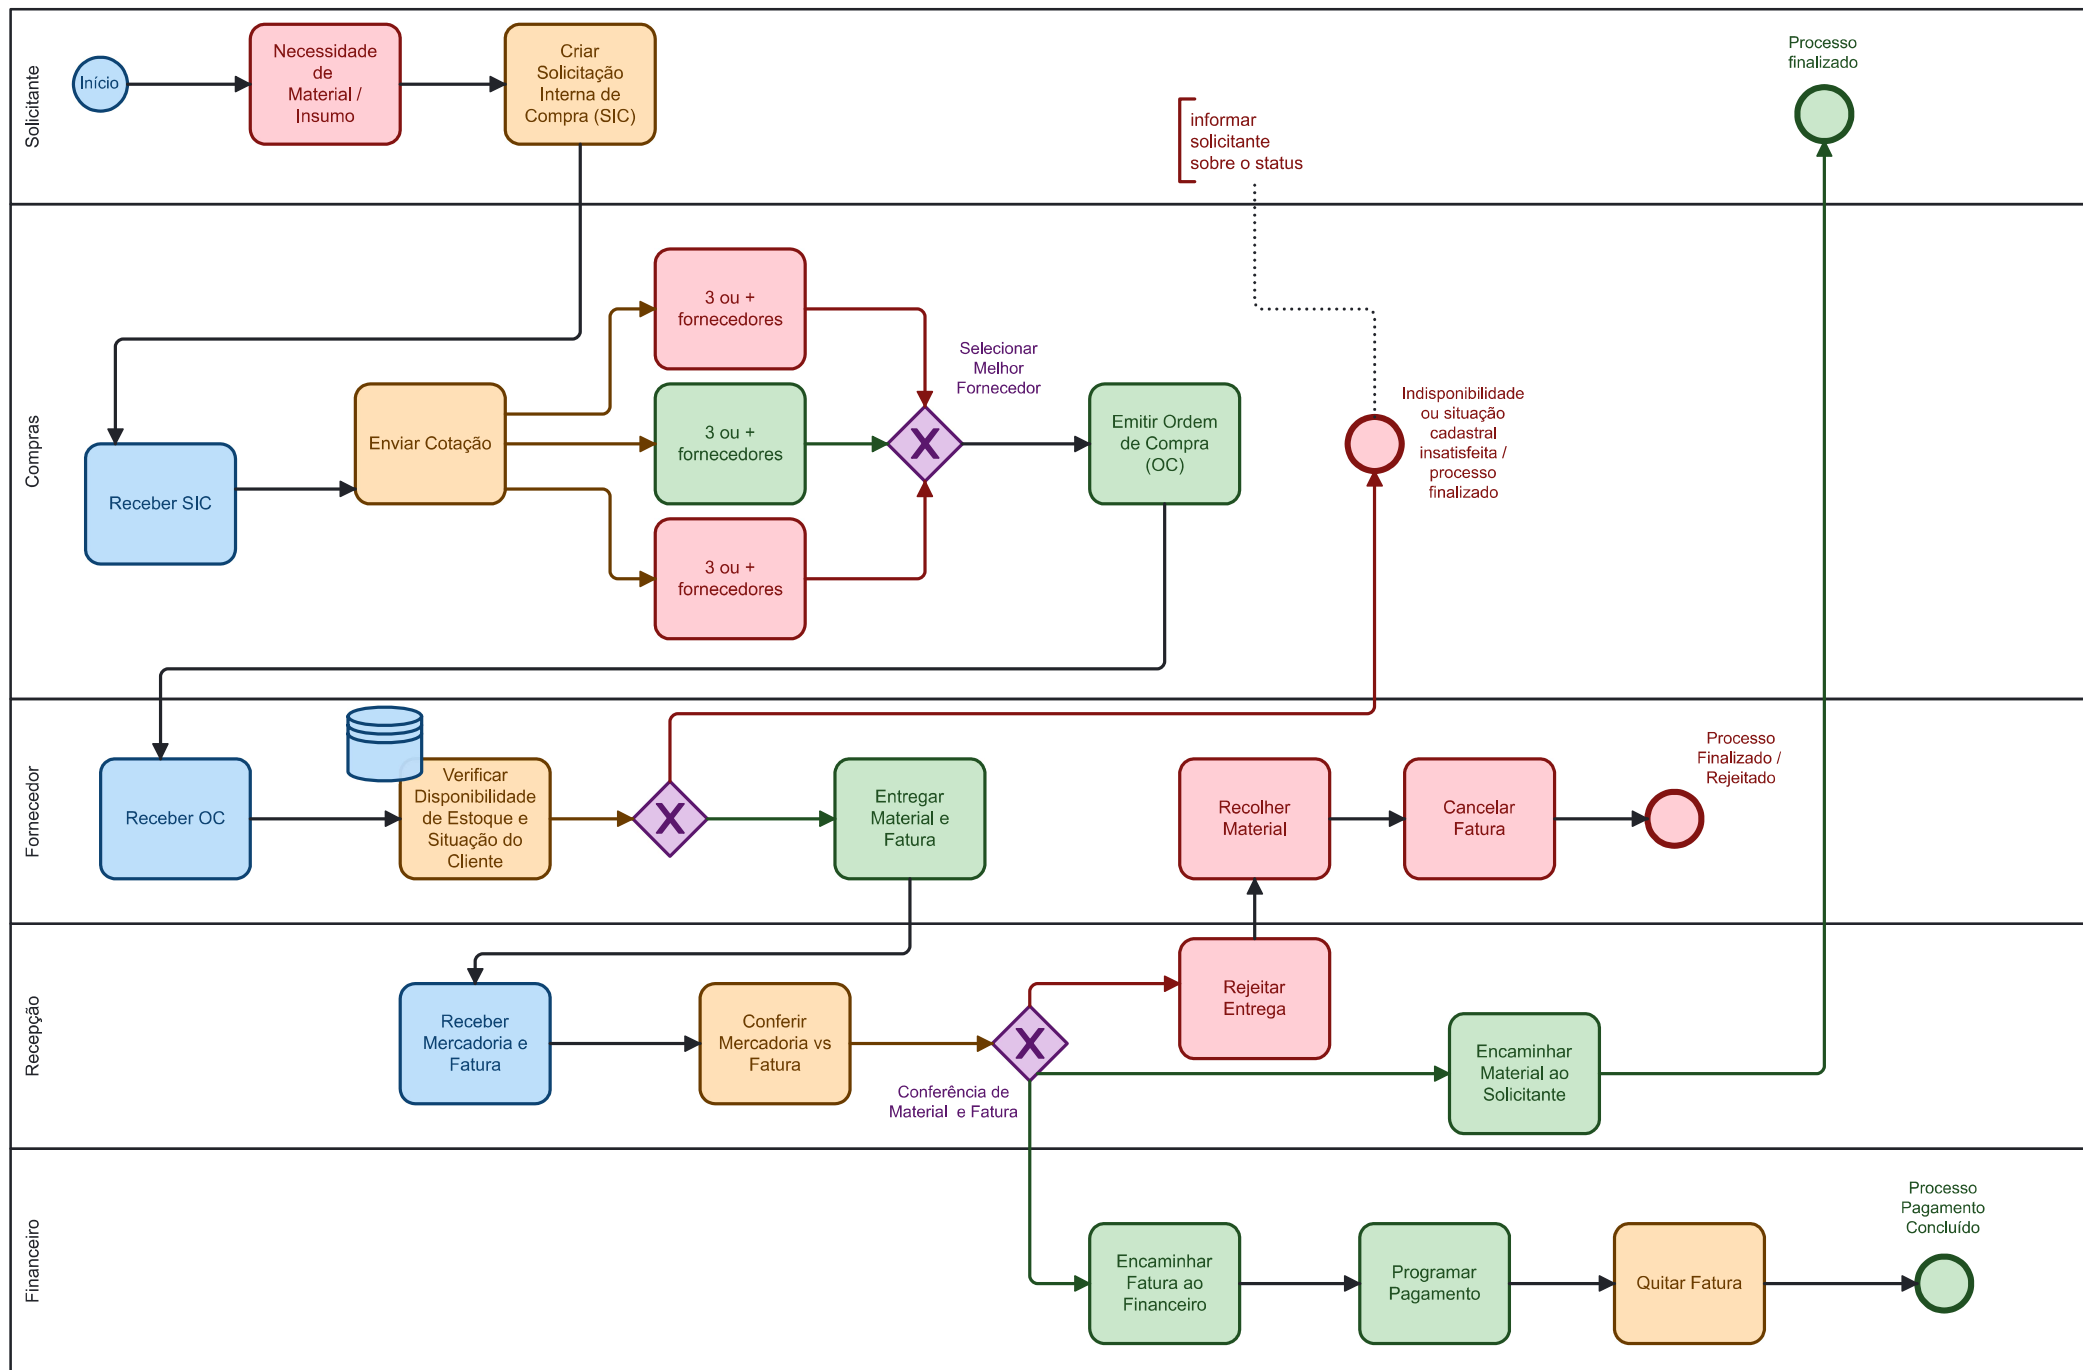 Solicitante
Início
Necessidade
de
Material /
Insumo
Criar
Solicitação
Interna de
Compra (SIC)
informar
solicitante
sobre o status
Processo
finalizado
Compras
Receber SIC
Enviar Cotação
3 ou +
fornecedores
3 ou +
fornecedores
3 ou +
fornecedores
Selecionar
Melhor
Fornecedor
Emitir Ordem
de Compra
(OC)
Indisponibilidade
ou situação
cadastral
insatisfeita /
processo
finalizado
Fornecedor
Receber OC
Verificar
Disponibilidade
de Estoque e
Situação do
Cliente
Entregar
Material e
Fatura
Recolher
Material
Cancelar
Fatura
Processo
Finalizado /
Rejeitado
Recepção
Receber
Mercadoria e
Fatura
Conferir
Mercadoria vs
Fatura
Conferência de
Material  e Fatura
Rejeitar
Entrega
Encaminhar
Material ao
Solicitante
Financeiro
Encaminhar
Fatura ao
Financeiro
Programar
Pagamento
Quitar Fatura
Processo
Pagamento
Concluído